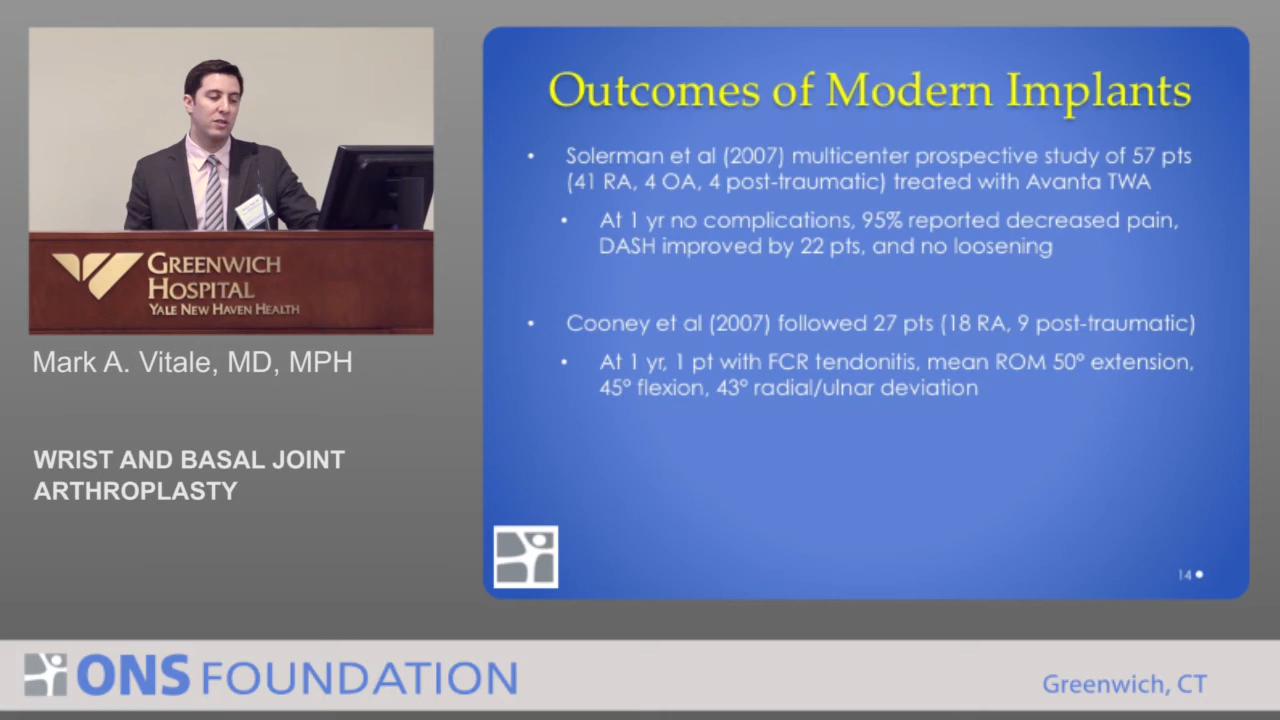 GREENWICH
HOSPITAL
YALE NEW HAVEN HEALTH
Mark A. Vitale, MD, MPH
WRIST AND BASAL JOINT
ARTHROPLASTY
Outcomes of Modern Implants
• Solerman et al (2007) multicenter prospective study of 57 pts
(41 RA, 4 OA, 4 post-traumatic) treated with Avanta TWA
• At 1 yr no complications, 95% reported decreased pain,
DASH improved by 22 pts, and no loosening
• Cooney et al (2007) followed 27 pts (18 RA, 9 post-traumatic)
• At 1 yr, 1 pt with FCR tendonitis, mean ROM 50° extension,
45° flexion, 43° radial/ulnar deviation
14
ONS FOUNDATION
Greenwich, CT